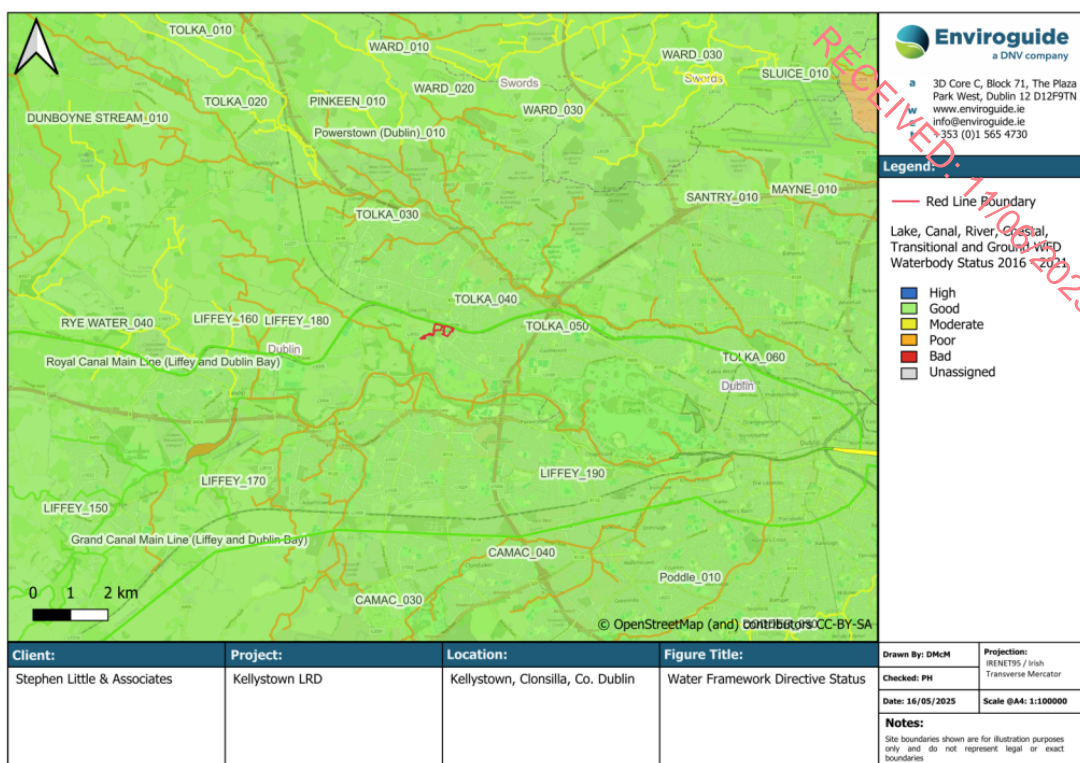 TOLKA_010
WARD_010
WARD_030
Swords
Swords
SLUICE_010
WARD_020
TOLKA_020
PINKEEN_010
WARD_030
DUNBOYNE STREAM_010
Powerstown (Dublin)_010
MAYNE_010
SANTRY_010
TOLKA_030
TOLKA_040
RYE WATER_040
LIFFEY_160
LIFFEY_180
PD
TOLKA_050
Dublin
Royal Canal Main Line (Liffey and Dublin Bay)
TOLKA_060
Dublin
LIFFEY_190
LIFFEY_170
LIFFEY_150
Grand Canal Main Line (Liffey and Dublin Bay)
CAMAC_040
Poddle_010
CAMAC_030
0 1 2 km
© OpenStreetMap (and) contributors CC-BY-SA
Enviroguide
a DNV company
a 3D Core C, Block 71, The Plaza
Park West, Dublin 12 D12F9TN
w www.enviroguide.ie
info@enviroguide.ie
+353 (0)1 565 4730
Legend:
Red Line Boundary
Lake, Canal, River, Coastal,
Transitional and Ground WFD
Waterbody Status 2016 - 2021
High
Good
Moderate
Poor
Bad
Unassigned
Client:
Stephen Little & Associates
Project:
Kellystown LRD
Location:
Kellystown, Clonsilla, Co. Dublin
Figure Title:
Water Framework Directive Status
Drawn By: DMcM
Checked: PH
Date: 16/05/2025
Projection:
IRENET95 / Irish
Transverse Mercator
Scale @A4: 1:100000
Notes:
Site boundaries shown are for illustration purposes
only and do not represent legal or exact
boundaries
RECEIVED: 11/06/2025